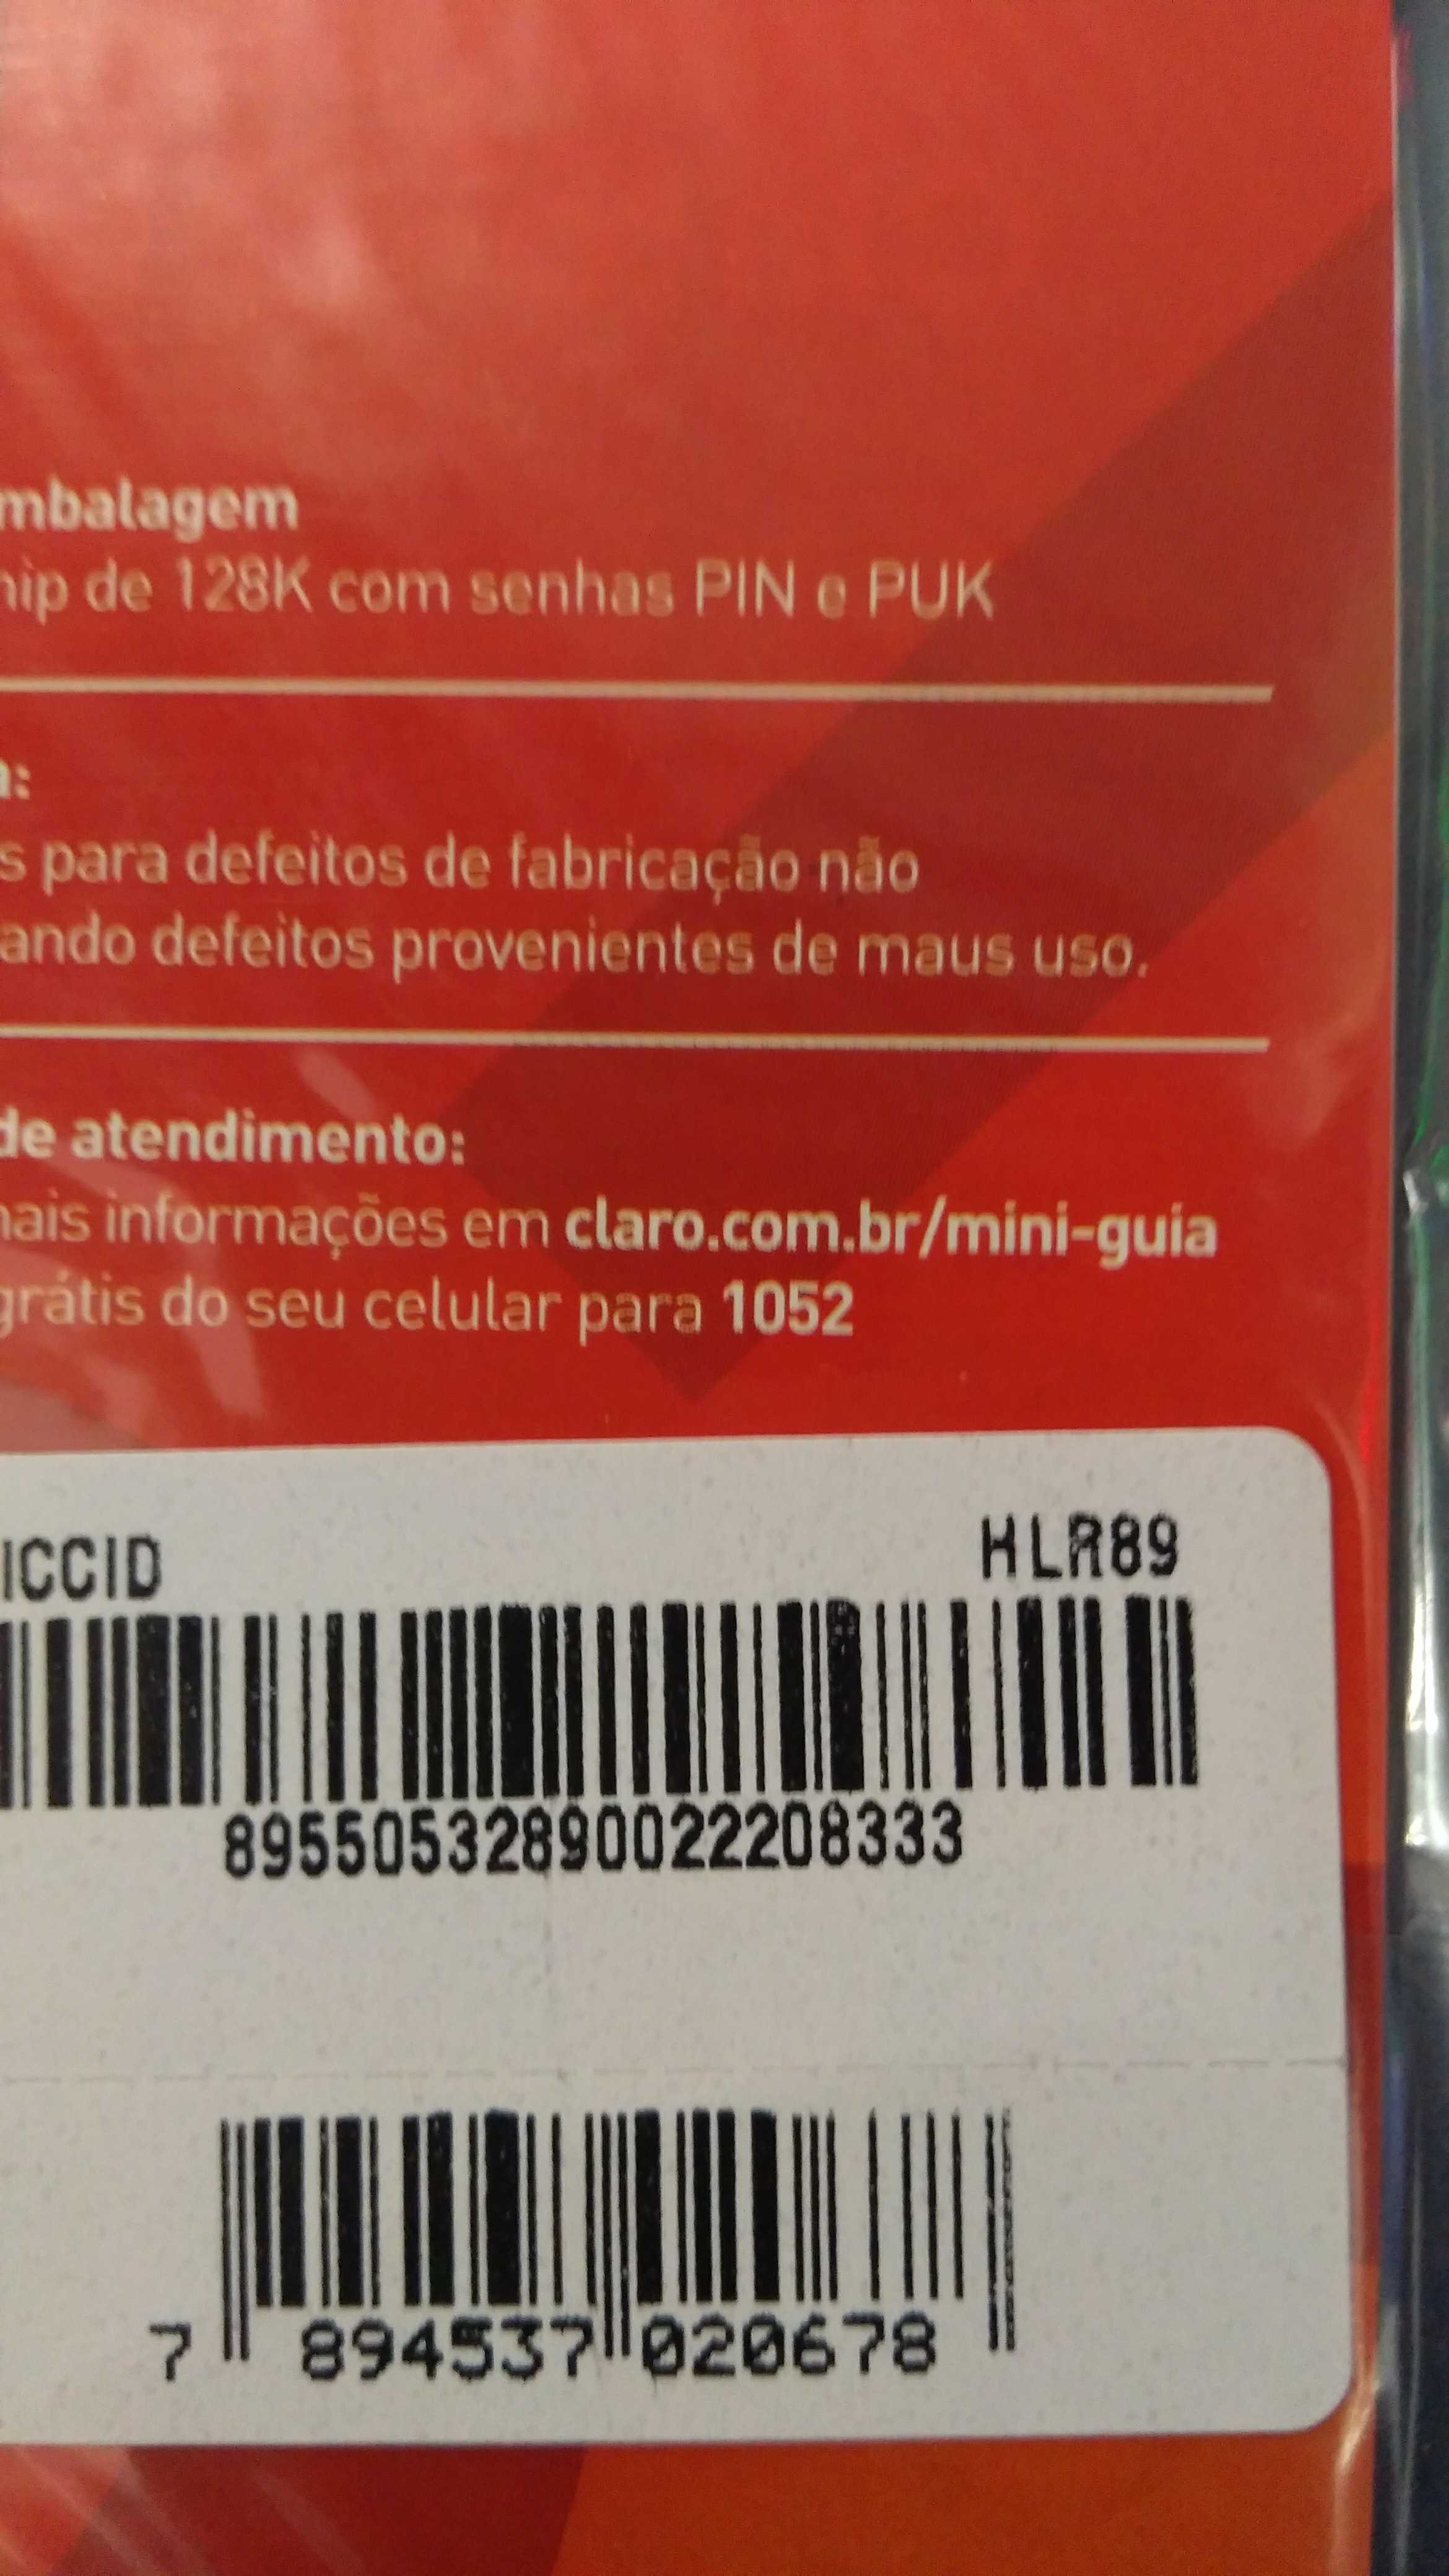 mbalagem
hip de 128K com senhas PIN e PUK
a:
s para defeitos de fabricação não
ando defeitos provenientes de maus uso.
de atendimento:
nais informações em claro.com.br/mini-guia
grátis do seu celular para 1052
ICCID HLR89
89550532890022208333
7 894537 020678